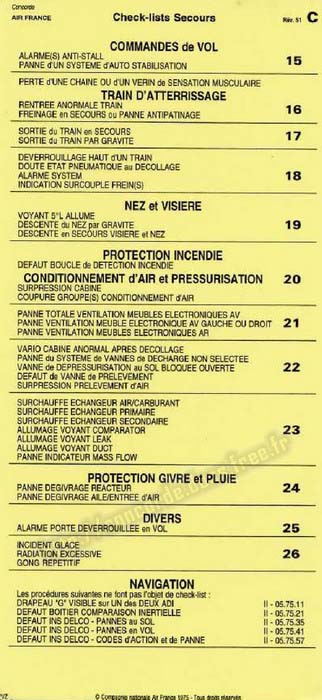 Concorde
AIR FRANCE
Check-lists Secours
Rév. 51 C
COMMANDES de VOL
ALARME(S) ANTI-STALL
PANNE D'UN SYSTEME D'AUTO STABILISATION
15
PERTE d'UNE CHAINE OU d'UN VERIN de SENSATION MUSCULAIRE
TRAIN D'ATTERRISSAGE
RENTREE ANORMALE TRAIN
FREINAGE en SECOURS ou PANNE ANTIPATINAGE
16
SORTIE du TRAIN en SECOURS
SORTIE du TRAIN PAR GRAVITE
17
DEVERROUILLAGE HAUT d'UN TRAIN
DOUTE ETAT PNEUMATIQUE au DECOLLAGE
ALARME SYSTEM
INDICATION SURCOUPLE FREIN(S)
18
NEZ et VISIERE
VOYANT 5°L ALLUME
DESCENTE du NEZ par GRAVITE
DESCENTE en SECOURS VISIERE et NEZ
19
PROTECTION INCENDIE
DEFAUT BOUCLE de DETECTION INCENDIE
CONDITIONNEMENT d'AIR et PRESSURISATION
SURPRESSION CABINE
COUPURE GROUPE(S) CONDITIONNEMENT d'AIR
20
PANNE TOTALE VENTILATION MEUBLES ELECTRONIQUES AV
PANNE VENTILATION MEUBLE ELECTRONIQUE AV GAUCHE OU DROIT
PANNE VENTILATION MEUBLES ELECTRONIQUES AR
21
VARIO CABINE ANORMAL APRES DECOLLAGE
PANNE du SYSTEME de VANNES de DECHARGE NON SELECTEE
VANNE de DEPRESSURISATION au SOL BLOQUEE OUVERTE
DEFAUT de VANNE de PRELEVEMENT
SURPRESSION PRELEVEMENT d'AIR
22
SURCHAUFFE ECHANGEUR AIR/CARBURANT
SURCHAUFFE ECHANGEUR PRIMAIRE
SURCHAUFFE ECHANGEUR SECONDAIRE
ALLUMAGE VOYANT COMPARATOR
ALLUMAGE VOYANT LEAK
ALLUMAGE VOYANT DUCT
PANNE INDICATEUR MASS FLOW
23
PROTECTION GIVRE et PLUIE
PANNE DEGIVRAGE REACTEUR
PANNE DEGIVRAGE AILE/ENTREE d'AIR
24
DIVERS
ALARME PORTE DEVERROUILLEE en VOL
25
INCIDENT GLACE
RADIATION EXCESSIVE
GONG REPETITIF
26
NAVIGATION
Les procédures suivantes ne font pas l'objet de check-list :
DRAPEAU "G" VISIBLE sur UN des DEUX ADI II - 05.75.11
DEFAUT BOITIER COMPARAISON INERTIELLE II - 05.75.21
DEFAUT INS DELCO - PANNES au SOL II - 05.75.35
DEFAUT INS DELCO - PANNES en VOL II - 05.75.41
DEFAUT INS DELCO - CODES d'ACTION et de PANNE II - 05.75.57
© Compagnie nationale Air France 1975 - Tous droits réservés.